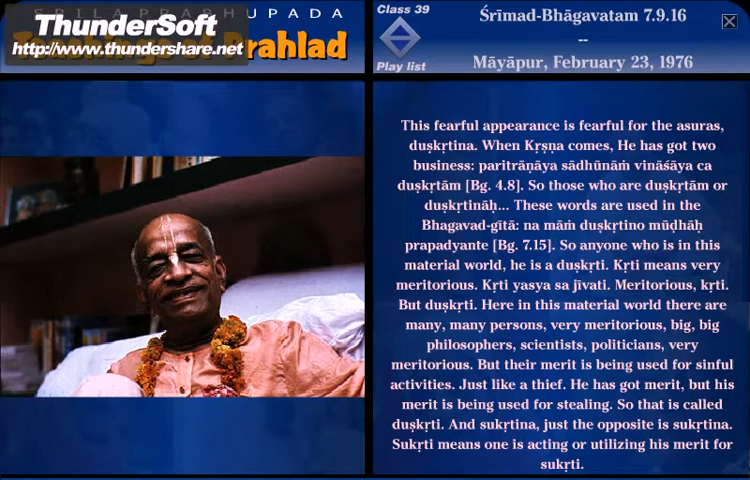 SRILA PRABHUPADA
ThunderSoft
http://www.thundershare.net
Teachings of Prahlad
Class 39
Play list
Śrīmad-Bhāgavatam 7.9.16
--
Māyāpur, February 23, 1976
This fearful appearance is fearful for the asuras,
duṣkṛtina. When Kṛṣṇa comes, He has got two
business: paritrāṇāya sādhūnāṁ vināśāya ca
duṣkṛtām [Bg. 4.8]. So those who are duṣkṛtām or
duṣkṛtināḥ... These words are used in the
Bhagavad-gītā: na māṁ duṣkṛtino mūḍhāḥ
prapadyante [Bg. 7.15]. So anyone who is in this
material world, he is a duṣkṛti. Kṛti means very
meritorious. Kṛti yasya sa jīvati. Meritorious, kṛti.
But duṣkṛti. Here in this material world there are
many, many persons, very meritorious, big, big
philosophers, scientists, politicians, very
meritorious. But their merit is being used for sinful
activities. Just like a thief. He has got merit, but his
merit is being used for stealing. So that is called
duṣkṛti. And sukṛtina, just the opposite is sukṛtina.
Sukṛti means one is acting or utilizing his merit for
sukṛti.